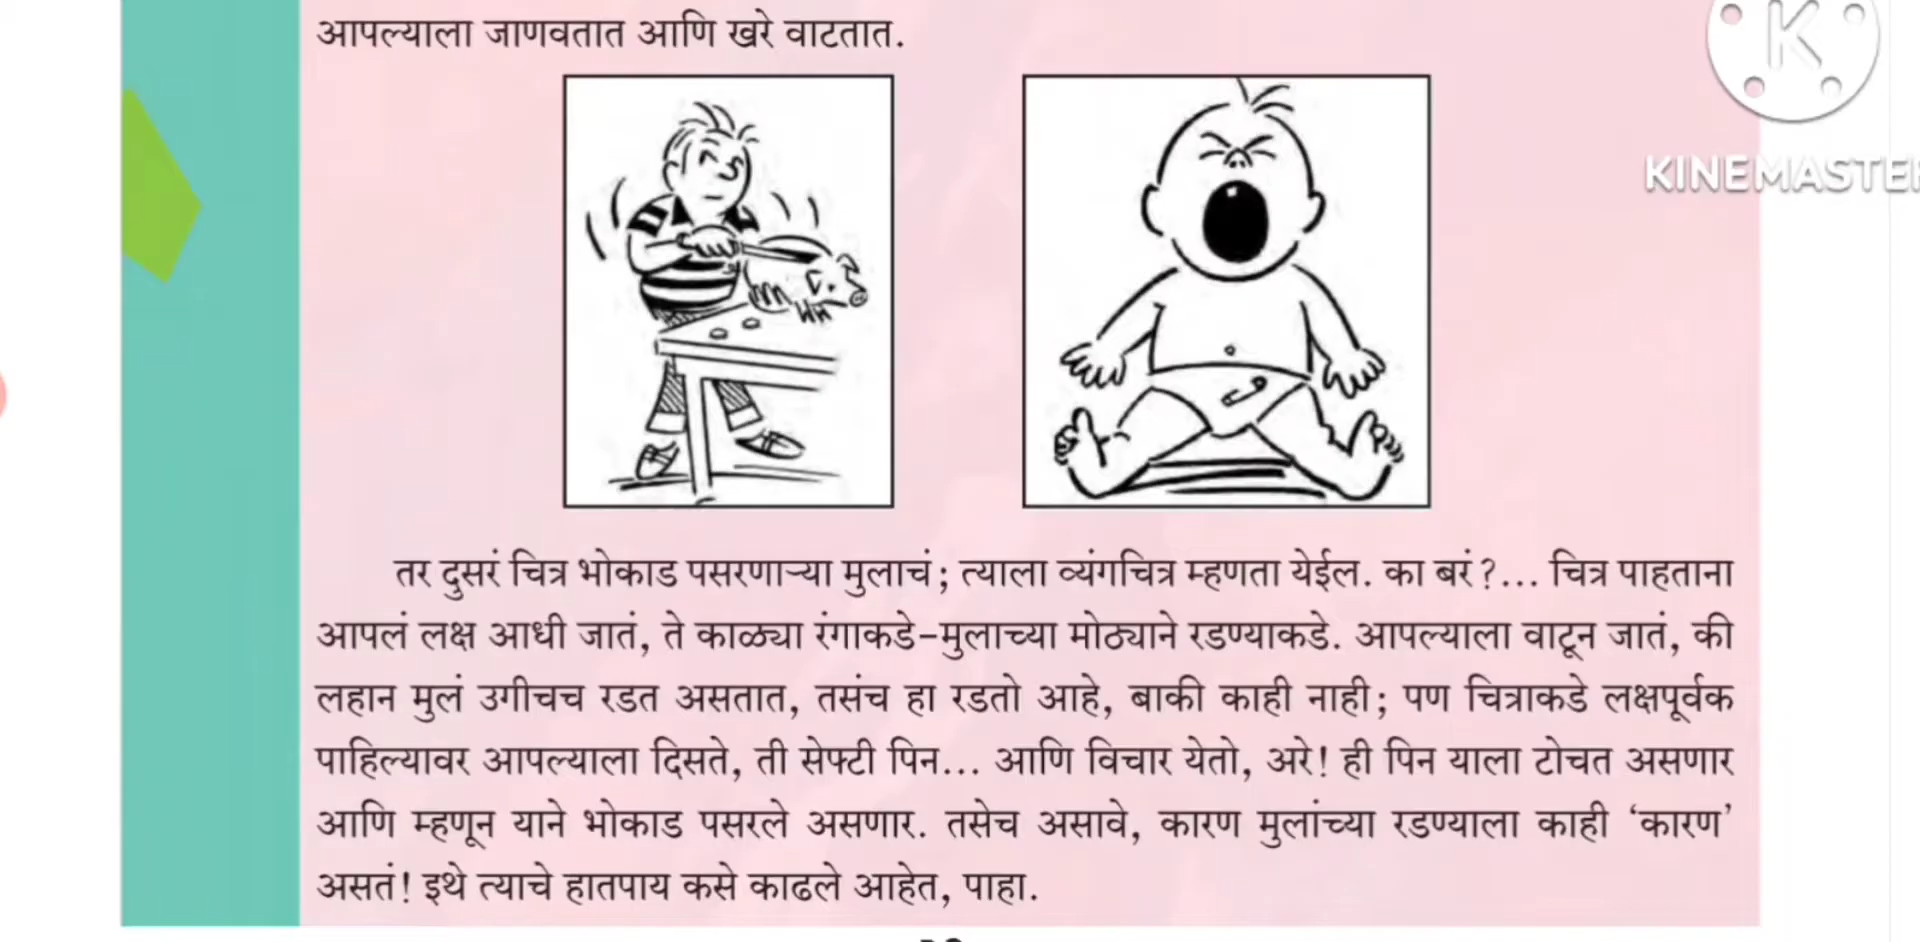 आपल्याला जाणवतात आणि खरे वाटतात.
K
KINEMASTER
तर दुसरं चित्र भोकाड पसरणाऱ्या मुलाचं; त्याला व्यंगचित्र म्हणता येईल. का बरं?... चित्र पाहताना
आपलं लक्ष आधी जातं, ते काळ्या रंगाकडे-मुलाच्या मोठ्याने रडण्याकडे. आपल्याला वाटून जातं, की
लहान मुलं उगीचच रडत असतात, तसंच हा रडतो आहे, बाकी काही नाही; पण चित्राकडे लक्षपूर्वक
पाहिल्यावर आपल्याला दिसते, ती सेफ्टी पिन... आणि विचार येतो, अरे! ही पिन याला टोचत असणार
आणि म्हणून याने भोकाड पसरले असणार. तसेच असावे, कारण मुलांच्या रडण्याला काही ‘कारण’
असतं! इथे त्याचे हातपाय कसे काढले आहेत, पाहा.